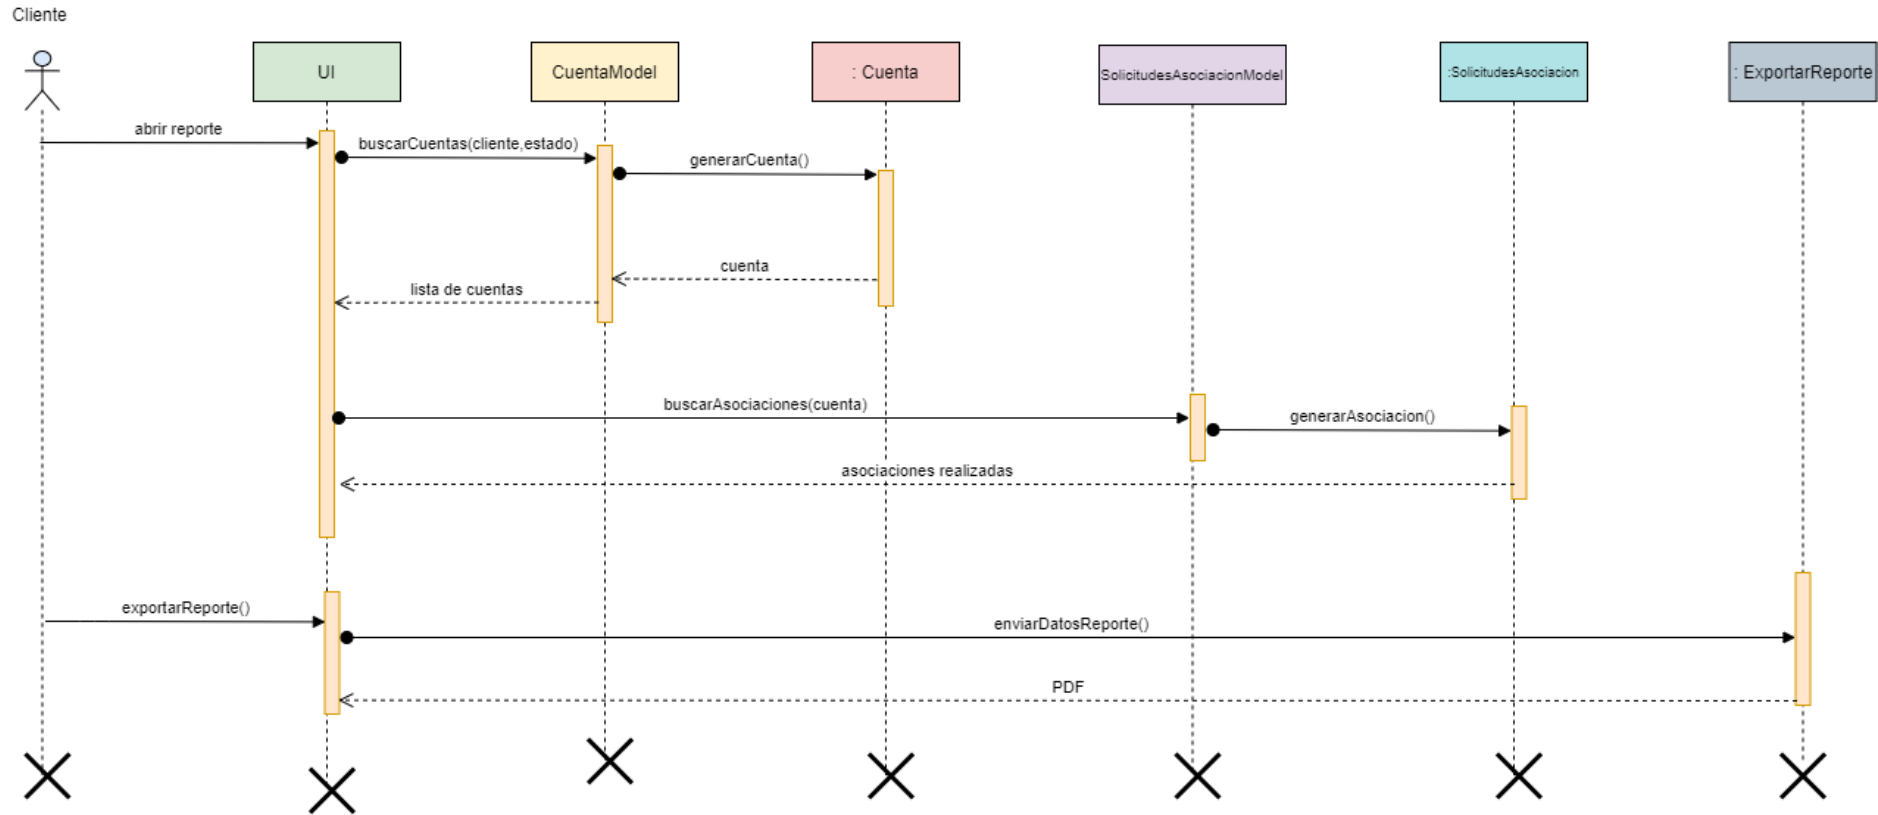 Cliente
UI
CuentaModel
: Cuenta
SolicitudesAsociacionModel
:SolicitudesAsociacion
: ExportarReporte
abrir reporte
buscarCuentas(cliente,estado)
generarCuenta()
cuenta
lista de cuentas
buscarAsociaciones(cuenta)
generarAsociacion()
asociaciones realizadas
exportarReporte()
enviarDatosReporte()
PDF